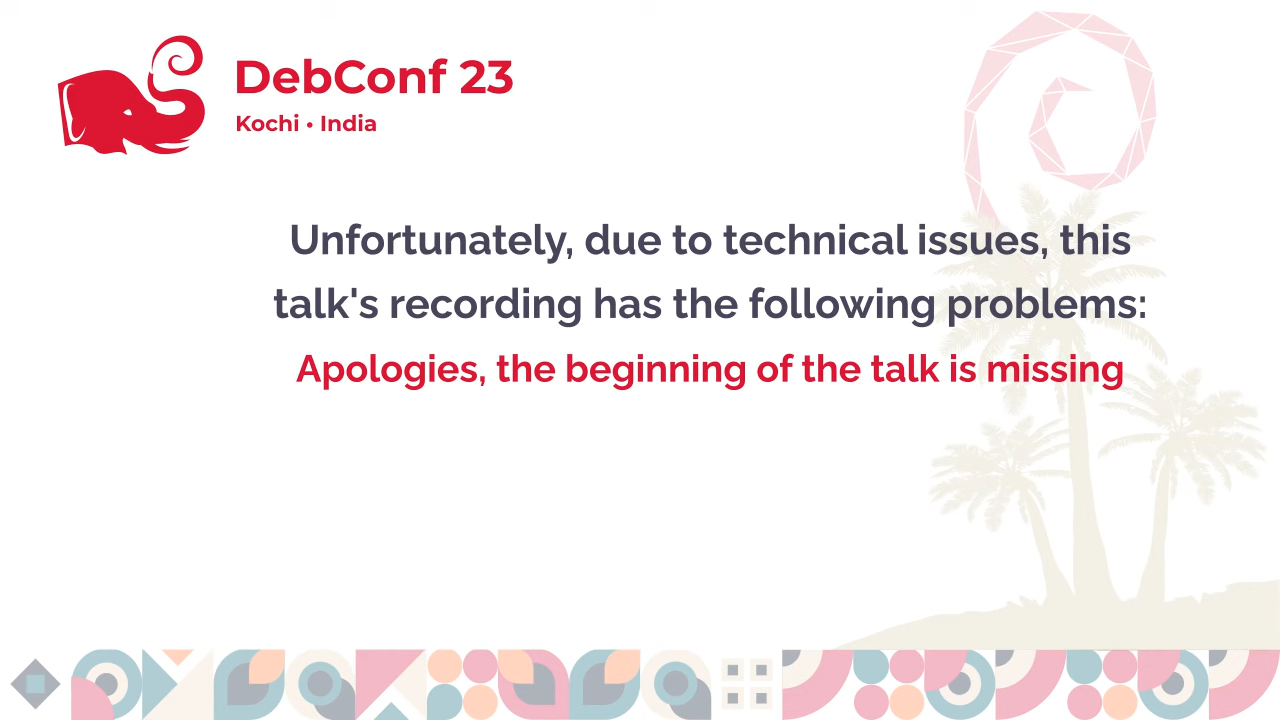 DebConf 23
Kochi • India
Unfortunately, due to technical issues, this
talk's recording has the following problems:
Apologies, the beginning of the talk is missing